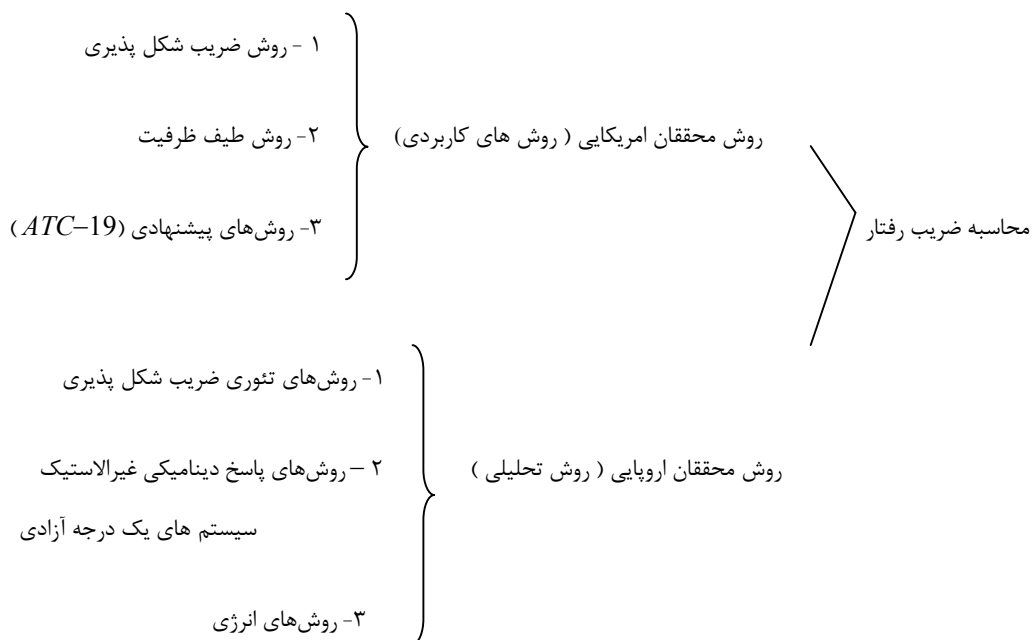 ۱ - روش ضریب شکل پذیری
روش محققان امریکایی ( روش های کاربردی)
۲- روش طیف ظرفیت
۳- روش‌های پیشنهادی (ATC–19)
محاسبه ضریب رفتار
۱- روش‌های تئوری ضریب شکل پذیری
روش محققان اروپایی ( روش تحلیلی )
۲ – روش‌های پاسخ دینامیکی غیرالاستیک
سیستم های یک درجه آزادی
۳- روش‌های انرژی